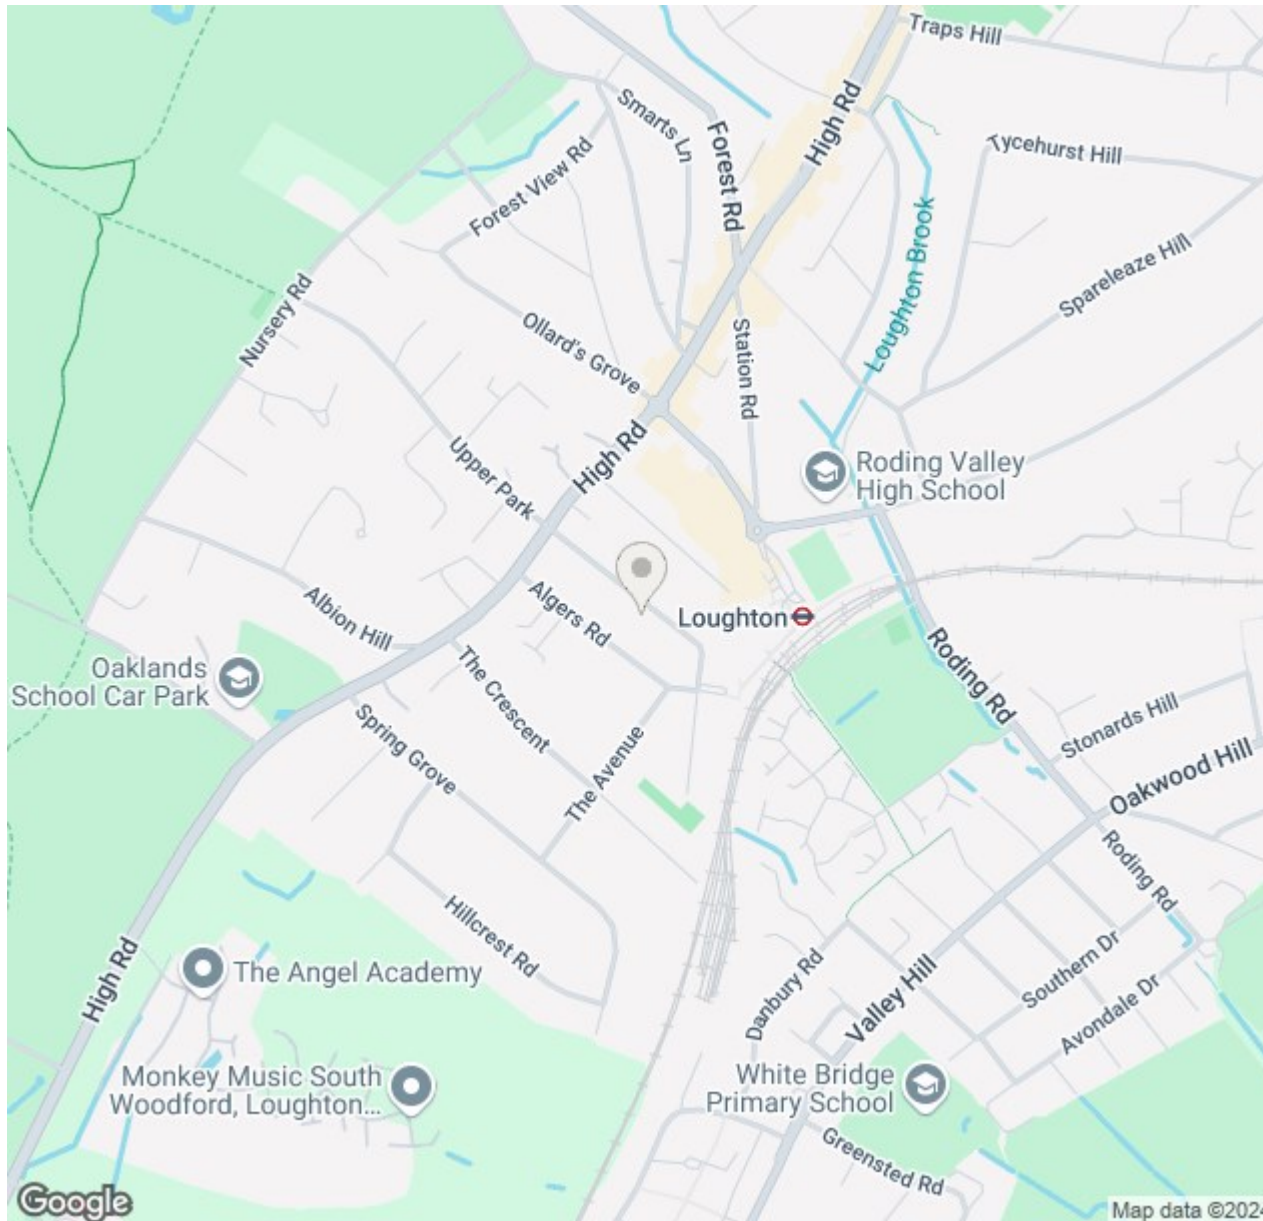 Traps Hill
Smarts Ln
High Rd
Forest Rd
Tycehurst Hill
Forest View Rd
Loughton Brook
Spareleaze Hill
Nursery Rd
Ollard's Grove
Station Rd
High Rd
Upper Park
Roding Valley
High School
Algers Rd
Albion Hill
Loughton
Roding Rd
Oaklands
School Car Park
The Crescent
Stonards Hill
Spring Grove
The Avenue
Oakwood Hill
Roding Rd
Hillcrest Rd
High Rd
The Angel Academy
Danbury Rd
Valley Hill
Southern Dr
Avondale Dr
Monkey Music South
Woodford, Loughton...
White Bridge
Primary School
Greensted Rd
Google
Map data ©2024